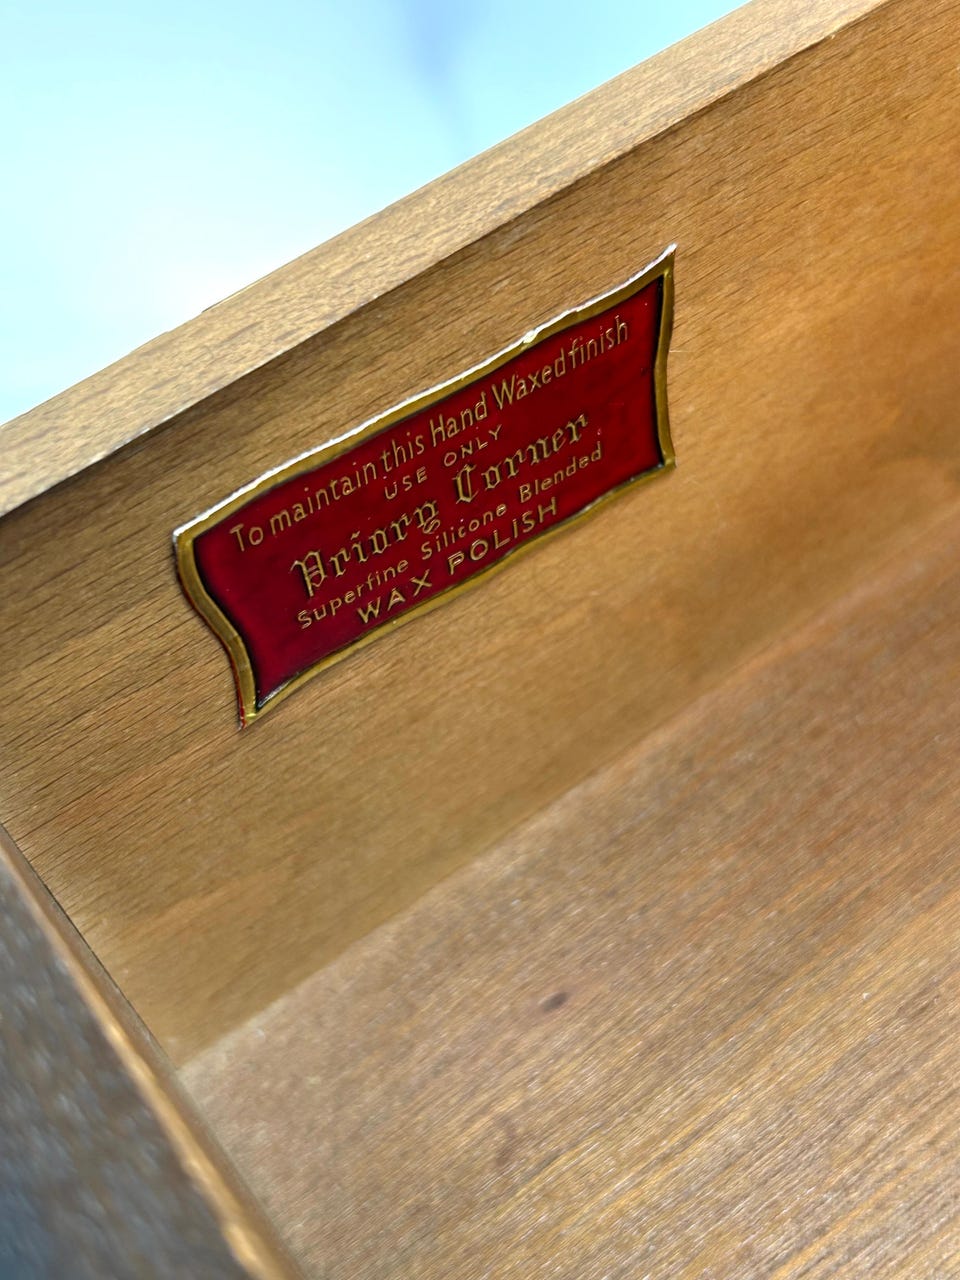 To maintain this Hand Waxed finish
USE ONLY
Priory Corner
Superfine Silicone Blended
WAX POLISH